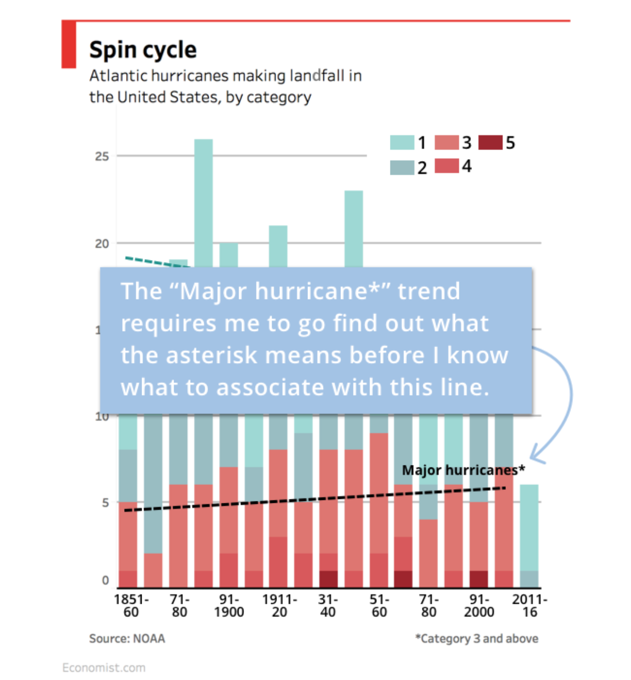 Spin cycle
Atlantic hurricanes making landfall in
the United States, by category
1 3 5
2 4
25
20
The “Major hurricane*” trend
requires me to go find out what
the asterisk means before I know
what to associate with this line.
10
Major hurricanes*
5
0
1851-60
71-80
91-1900
1911-20
31-40
51-60
71-80
91-2000
2011-16
Source: NOAA
*Category 3 and above
Economist.com